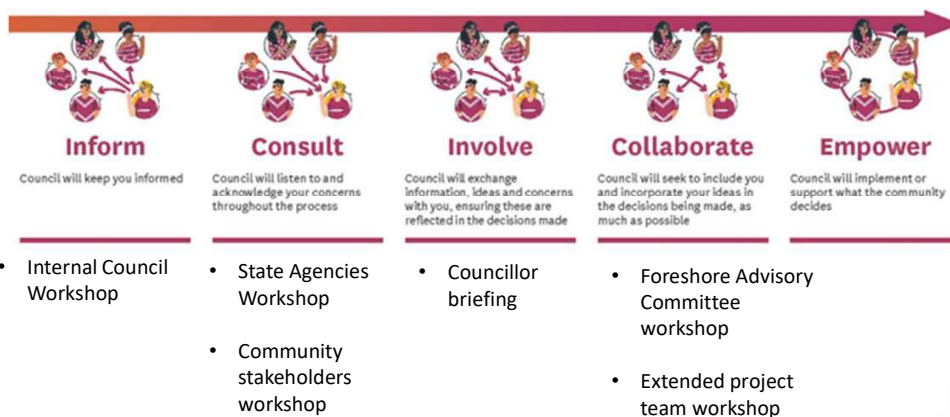 Inform
Council will keep you informed
Consult
Council will listen to and
acknowledge your concerns
throughout the process
Involve
Council will exchange
information, ideas and concerns
with you, ensuring these are
reflected in the decisions made
Collaborate
Council will seek to include you
and incorporate your ideas in
the decisions being made, as
much as possible
Empower
Council will implement or
support what the community
decides
• Internal Council
Workshop
• State Agencies
Workshop
• Community
stakeholders
workshop
• Councillor
briefing
• Foreshore Advisory
Committee
workshop
• Extended project
team workshop